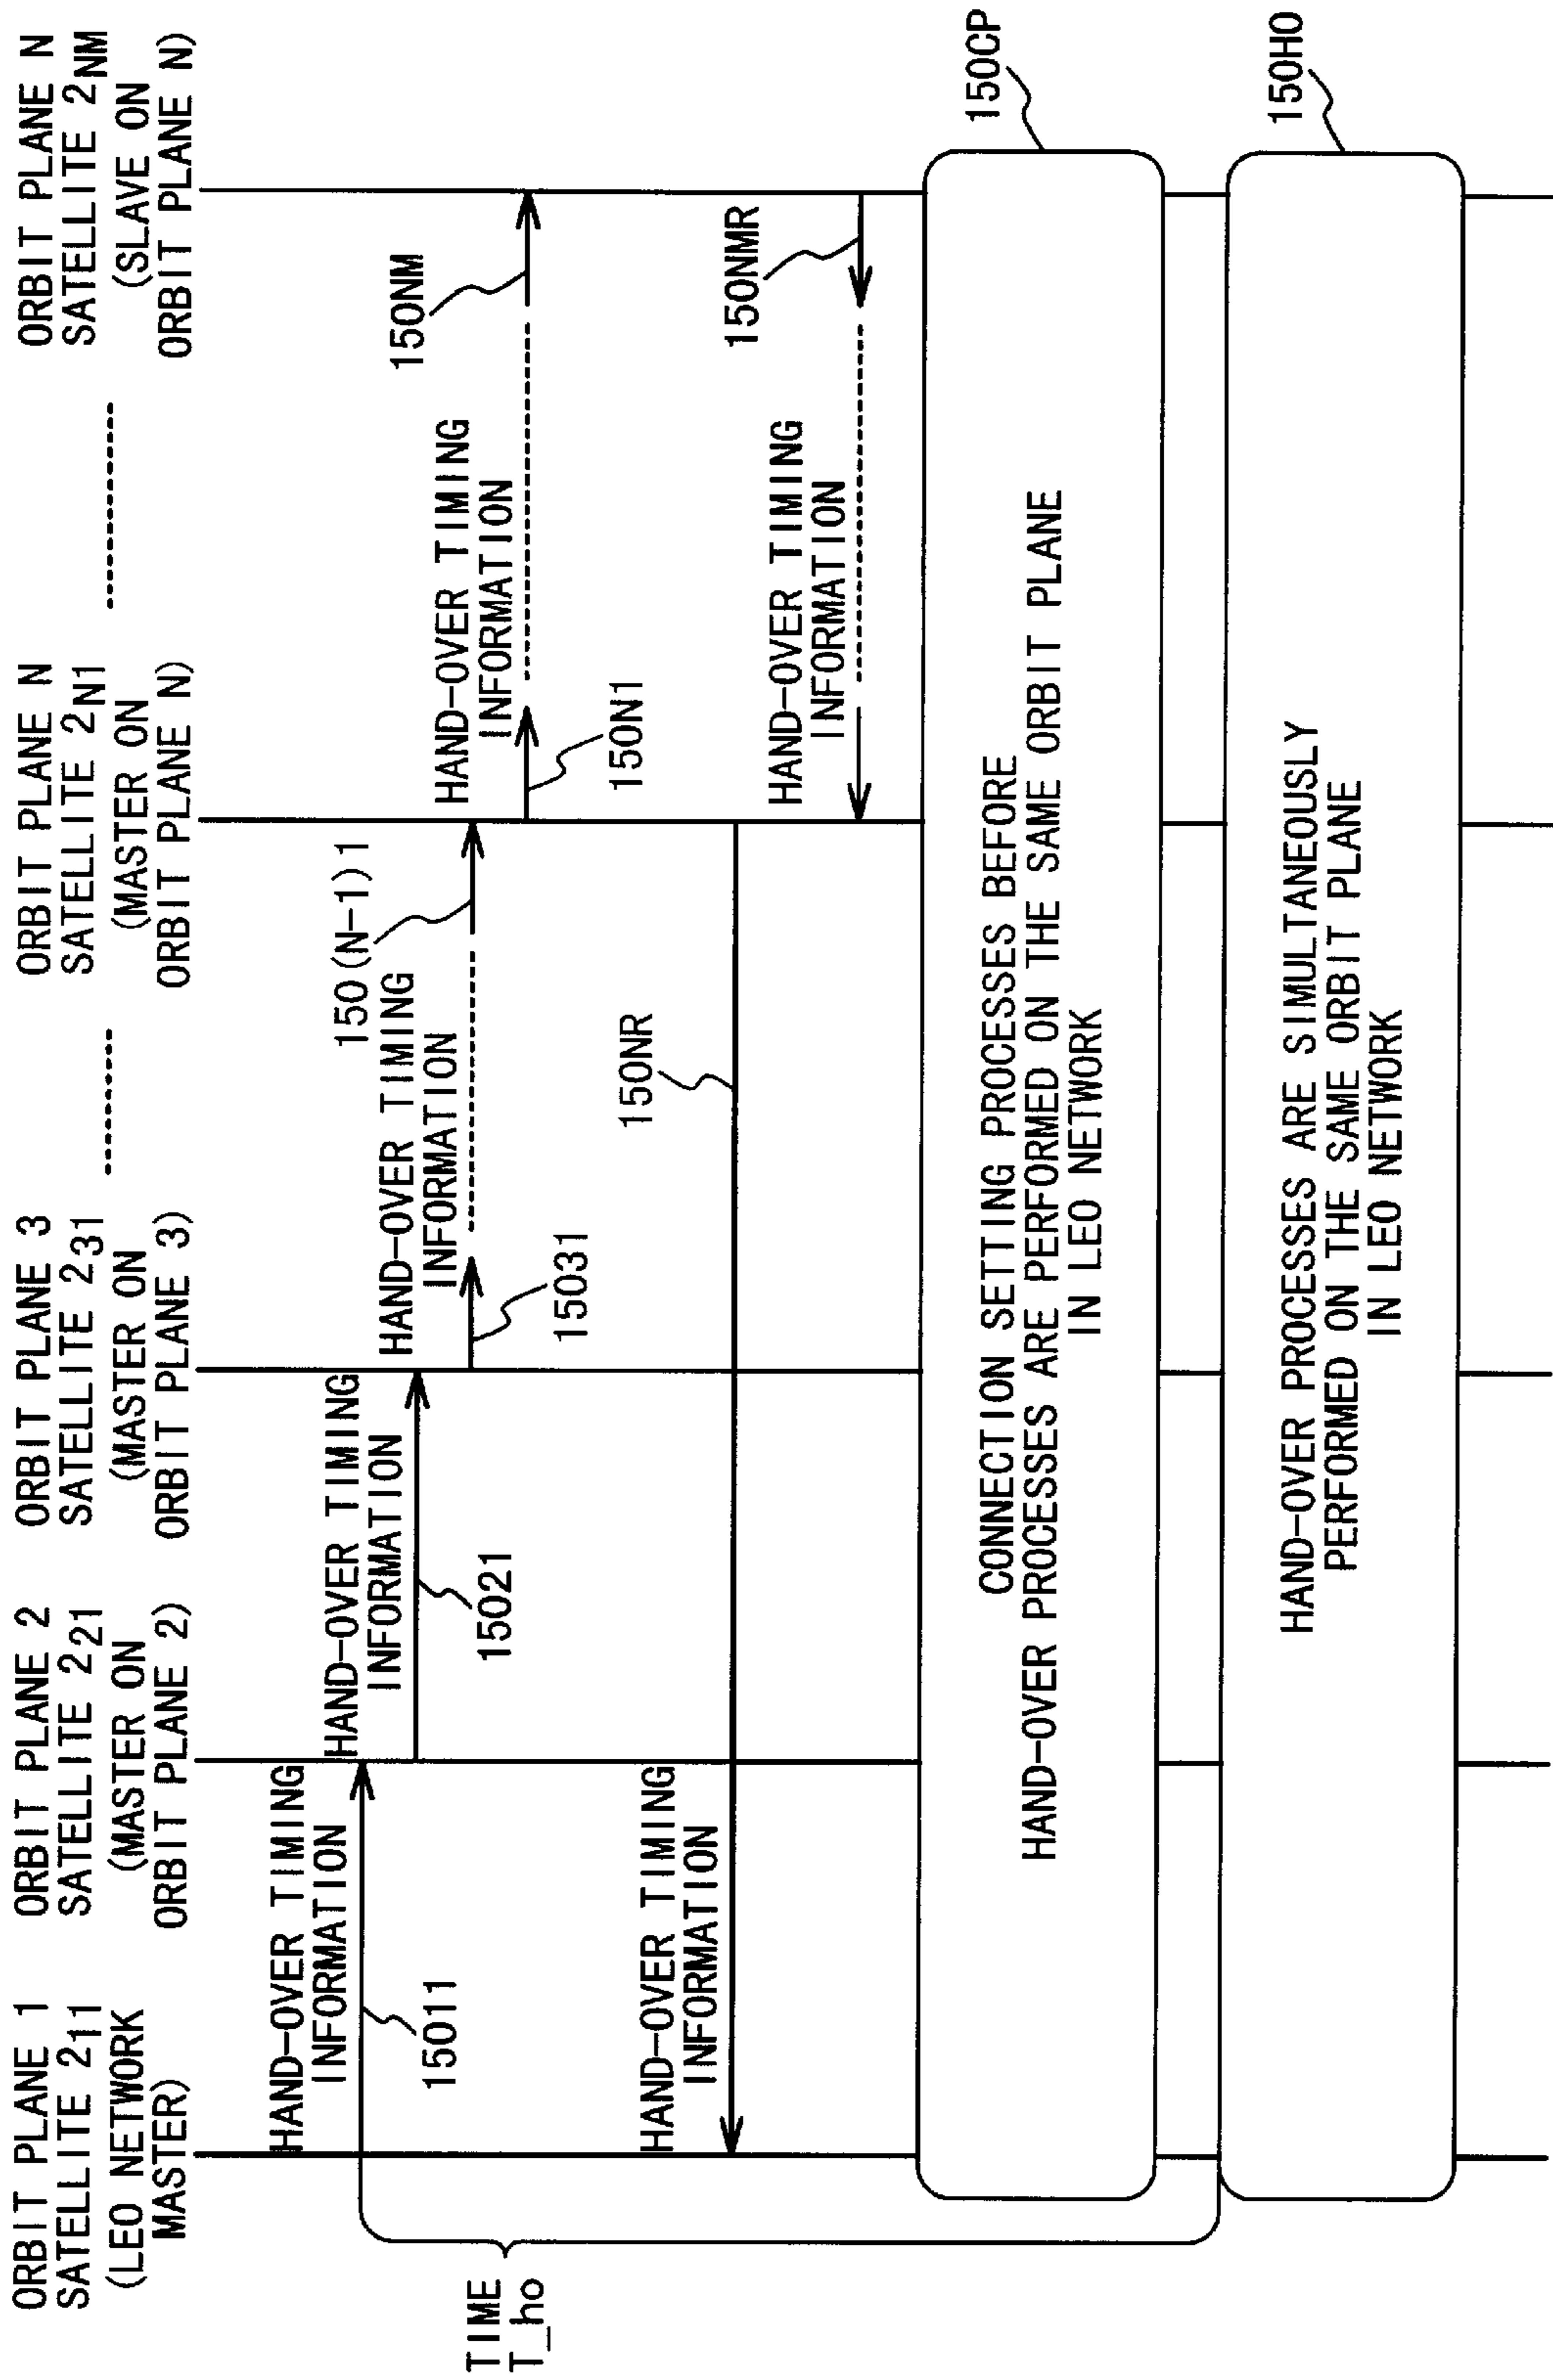 ORBIT PLANE 1
SATELLITE 2₁₁
(LEO NETWORK
MASTER)
ORBIT PLANE 2
SATELLITE 2₂₁
(MASTER ON
ORBIT PLANE 2)
ORBIT PLANE 3
SATELLITE 2₃₁
(MASTER ON
ORBIT PLANE 3)
ORBIT PLANE N
SATELLITE 2N1
(MASTER ON
ORBIT PLANE N)
ORBIT PLANE N
SATELLITE 2NM
(SLAVE ON
ORBIT PLANE N)
HAND-OVER TIMING
INFORMATION
15011
HAND-OVER TIMING
INFORMATION
15021
HAND-OVER TIMING
INFORMATION
15031
150(N-1)1
HAND-OVER TIMING
INFORMATION
150N1
150NM
HAND-OVER TIMING
INFORMATION
150NR
HAND-OVER TIMING
INFORMATION
150NMR
TIME
T_ho
CONNECTION SETTING PROCESSES BEFORE
HAND-OVER PROCESSES ARE PERFORMED ON THE SAME ORBIT PLANE
IN LEO NETWORK
150CP
HAND-OVER PROCESSES ARE SIMULTANEOUSLY
PERFORMED ON THE SAME ORBIT PLANE
IN LEO NETWORK
150HO